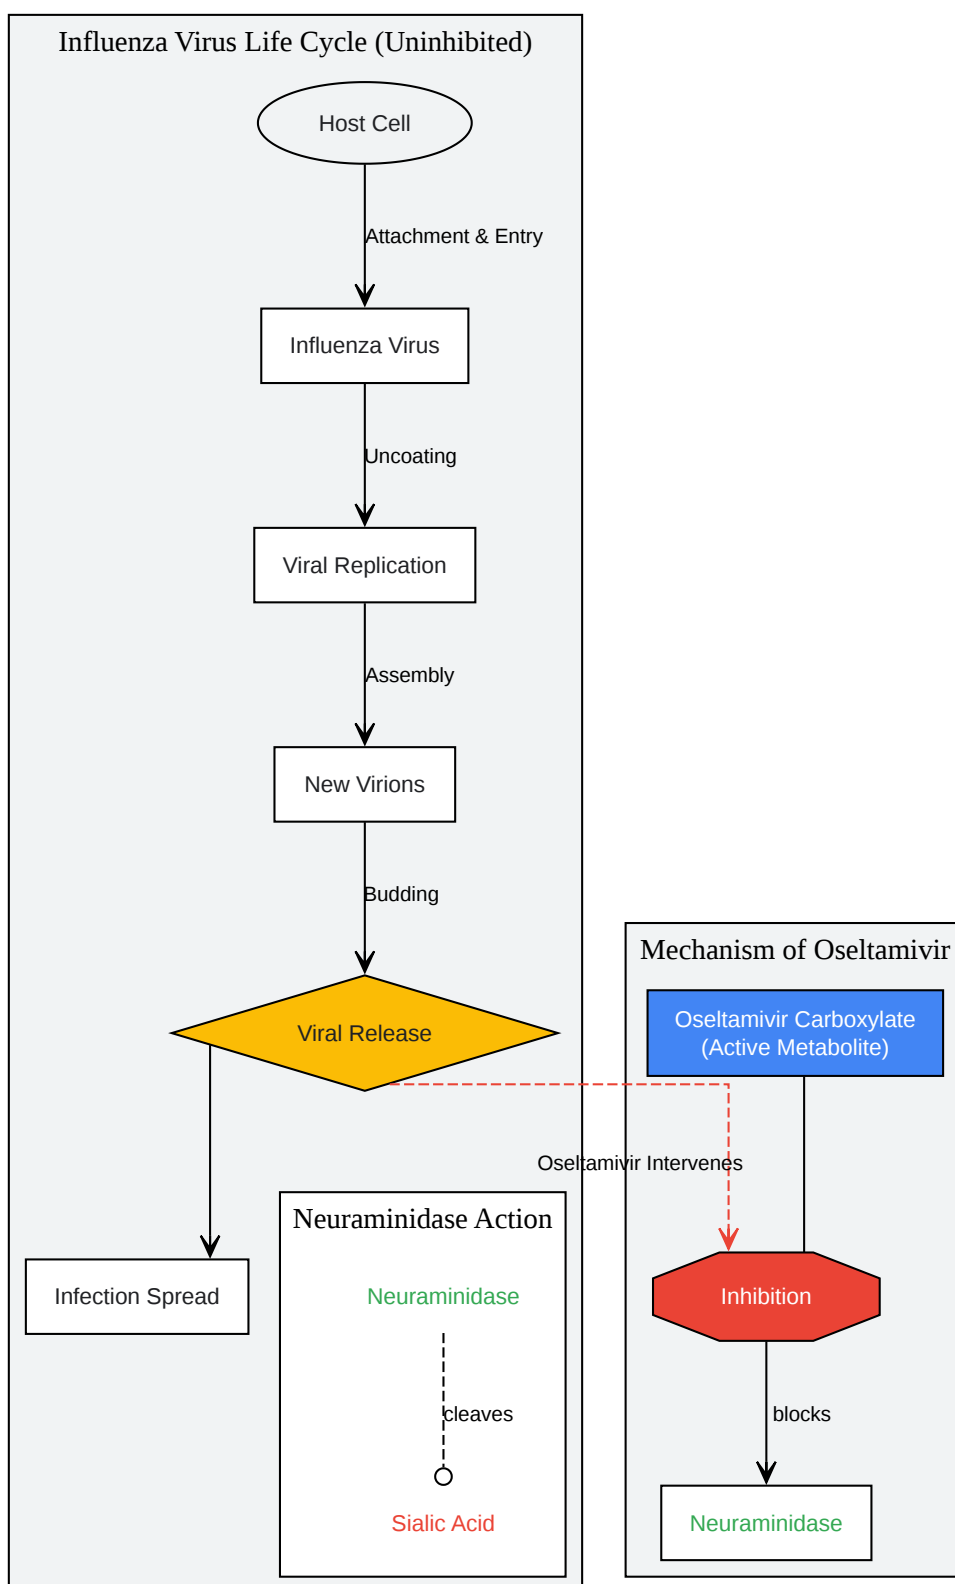 Influenza Virus Life Cycle (Uninhibited)
Host Cell
Attachment & Entry
Influenza Virus
Uncoating
Viral Replication
Assembly
New Virions
Budding
Viral Release
Infection Spread
Neuraminidase Action
Neuraminidase
cleaves
Sialic Acid
Oseltamivir Intervenes
Mechanism of Oseltamivir
Oseltamivir Carboxylate
(Active Metabolite)
Inhibition
blocks
Neuraminidase